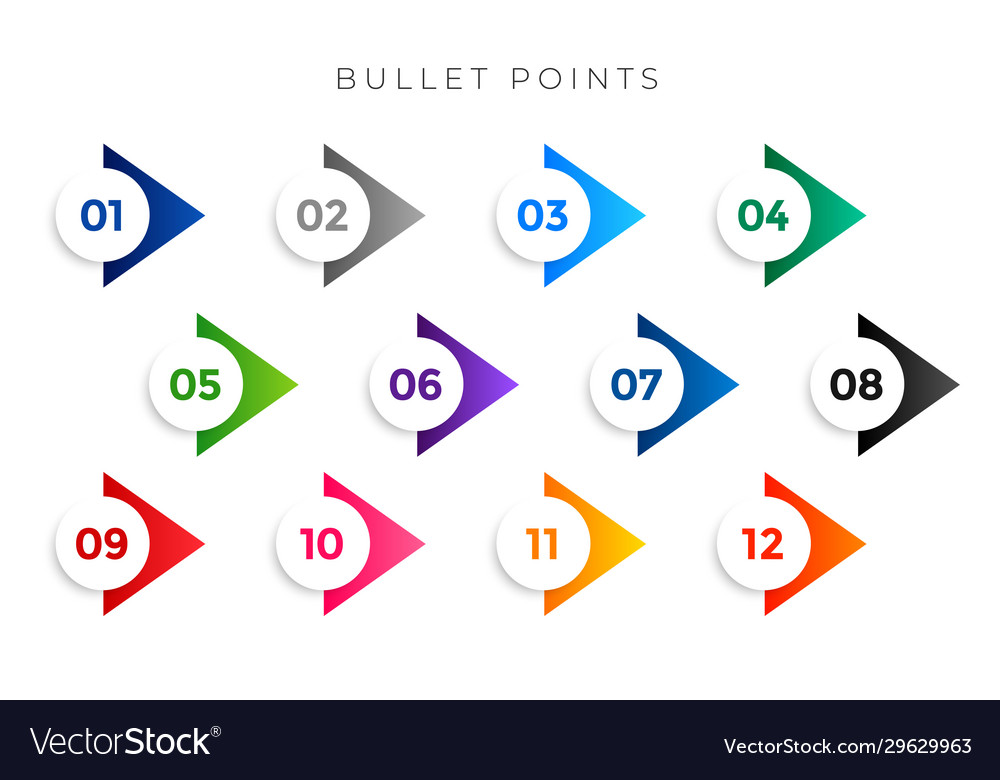 BULLET POINTS
01 02 03 04
05 06 07 08
09 10 11 12
VectorStock®
VectorStock.com/29629963